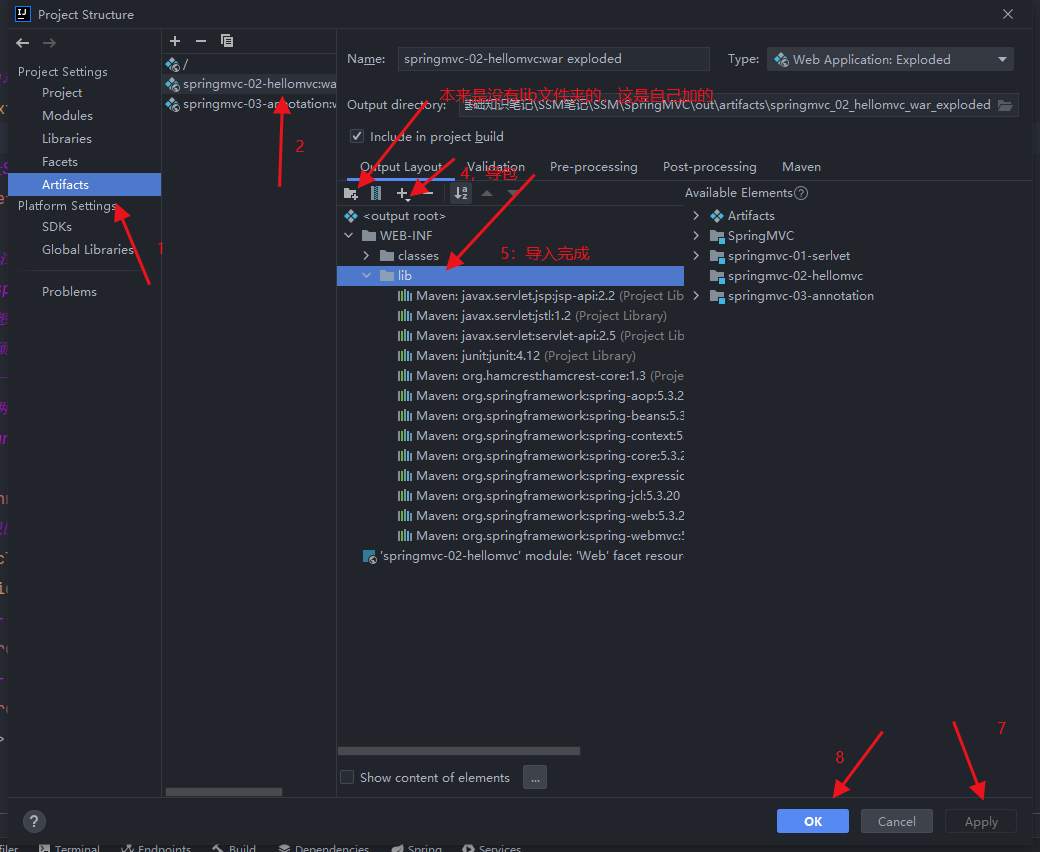 Project Structure
Project Settings
Project
Modules
Libraries
Facets
Artifacts
Platform Settings
SDKs
Global Libraries
Problems
1
/
springmvc-02-hellomvc:wa
springmvc-03-annotation:w
2
Name: springmvc-02-hellomvc:war exploded
Type: Web Application: Exploded
本来是没有lib文件夹的，这是自己加的
Output directory: 基础知识笔记\SSM笔记\SSM\SpringMVC\out\artifacts\springmvc_02_hellomvc_war_exploded
Include in project build
Output Layout Validation Pre-processing Post-processing Maven
4，导包
Available Elements
<output root>
WEB-INF
classes
5：导入完成
lib
Maven: javax.servlet.jsp:jsp-api:2.2 (Project Lib
Maven: javax.servlet:jstl:1.2 (Project Library)
Maven: javax.servlet:servlet-api:2.5 (Project Lib
Maven: junit:junit:4.12 (Project Library)
Maven: org.hamcrest:hamcrest-core:1.3 (Proje
Maven: org.springframework:spring-aop:5.3.2
Maven: org.springframework:spring-beans:5.3
Maven: org.springframework:spring-context:5.
Maven: org.springframework:spring-core:5.3.2
Maven: org.springframework:spring-expressic
Maven: org.springframework:spring-jcl:5.3.20
Maven: org.springframework:spring-web:5.3.2
Maven: org.springframework:spring-webmvc:5
'springmvc-02-hellomvc' module: 'Web' facet resour
Artifacts
SpringMVC
springmvc-01-serlvet
springmvc-02-hellomvc
springmvc-03-annotation
Show content of elements ...
7
8
?
OK Cancel Apply
Terminal Endpoints Build Dependencies Spring Services